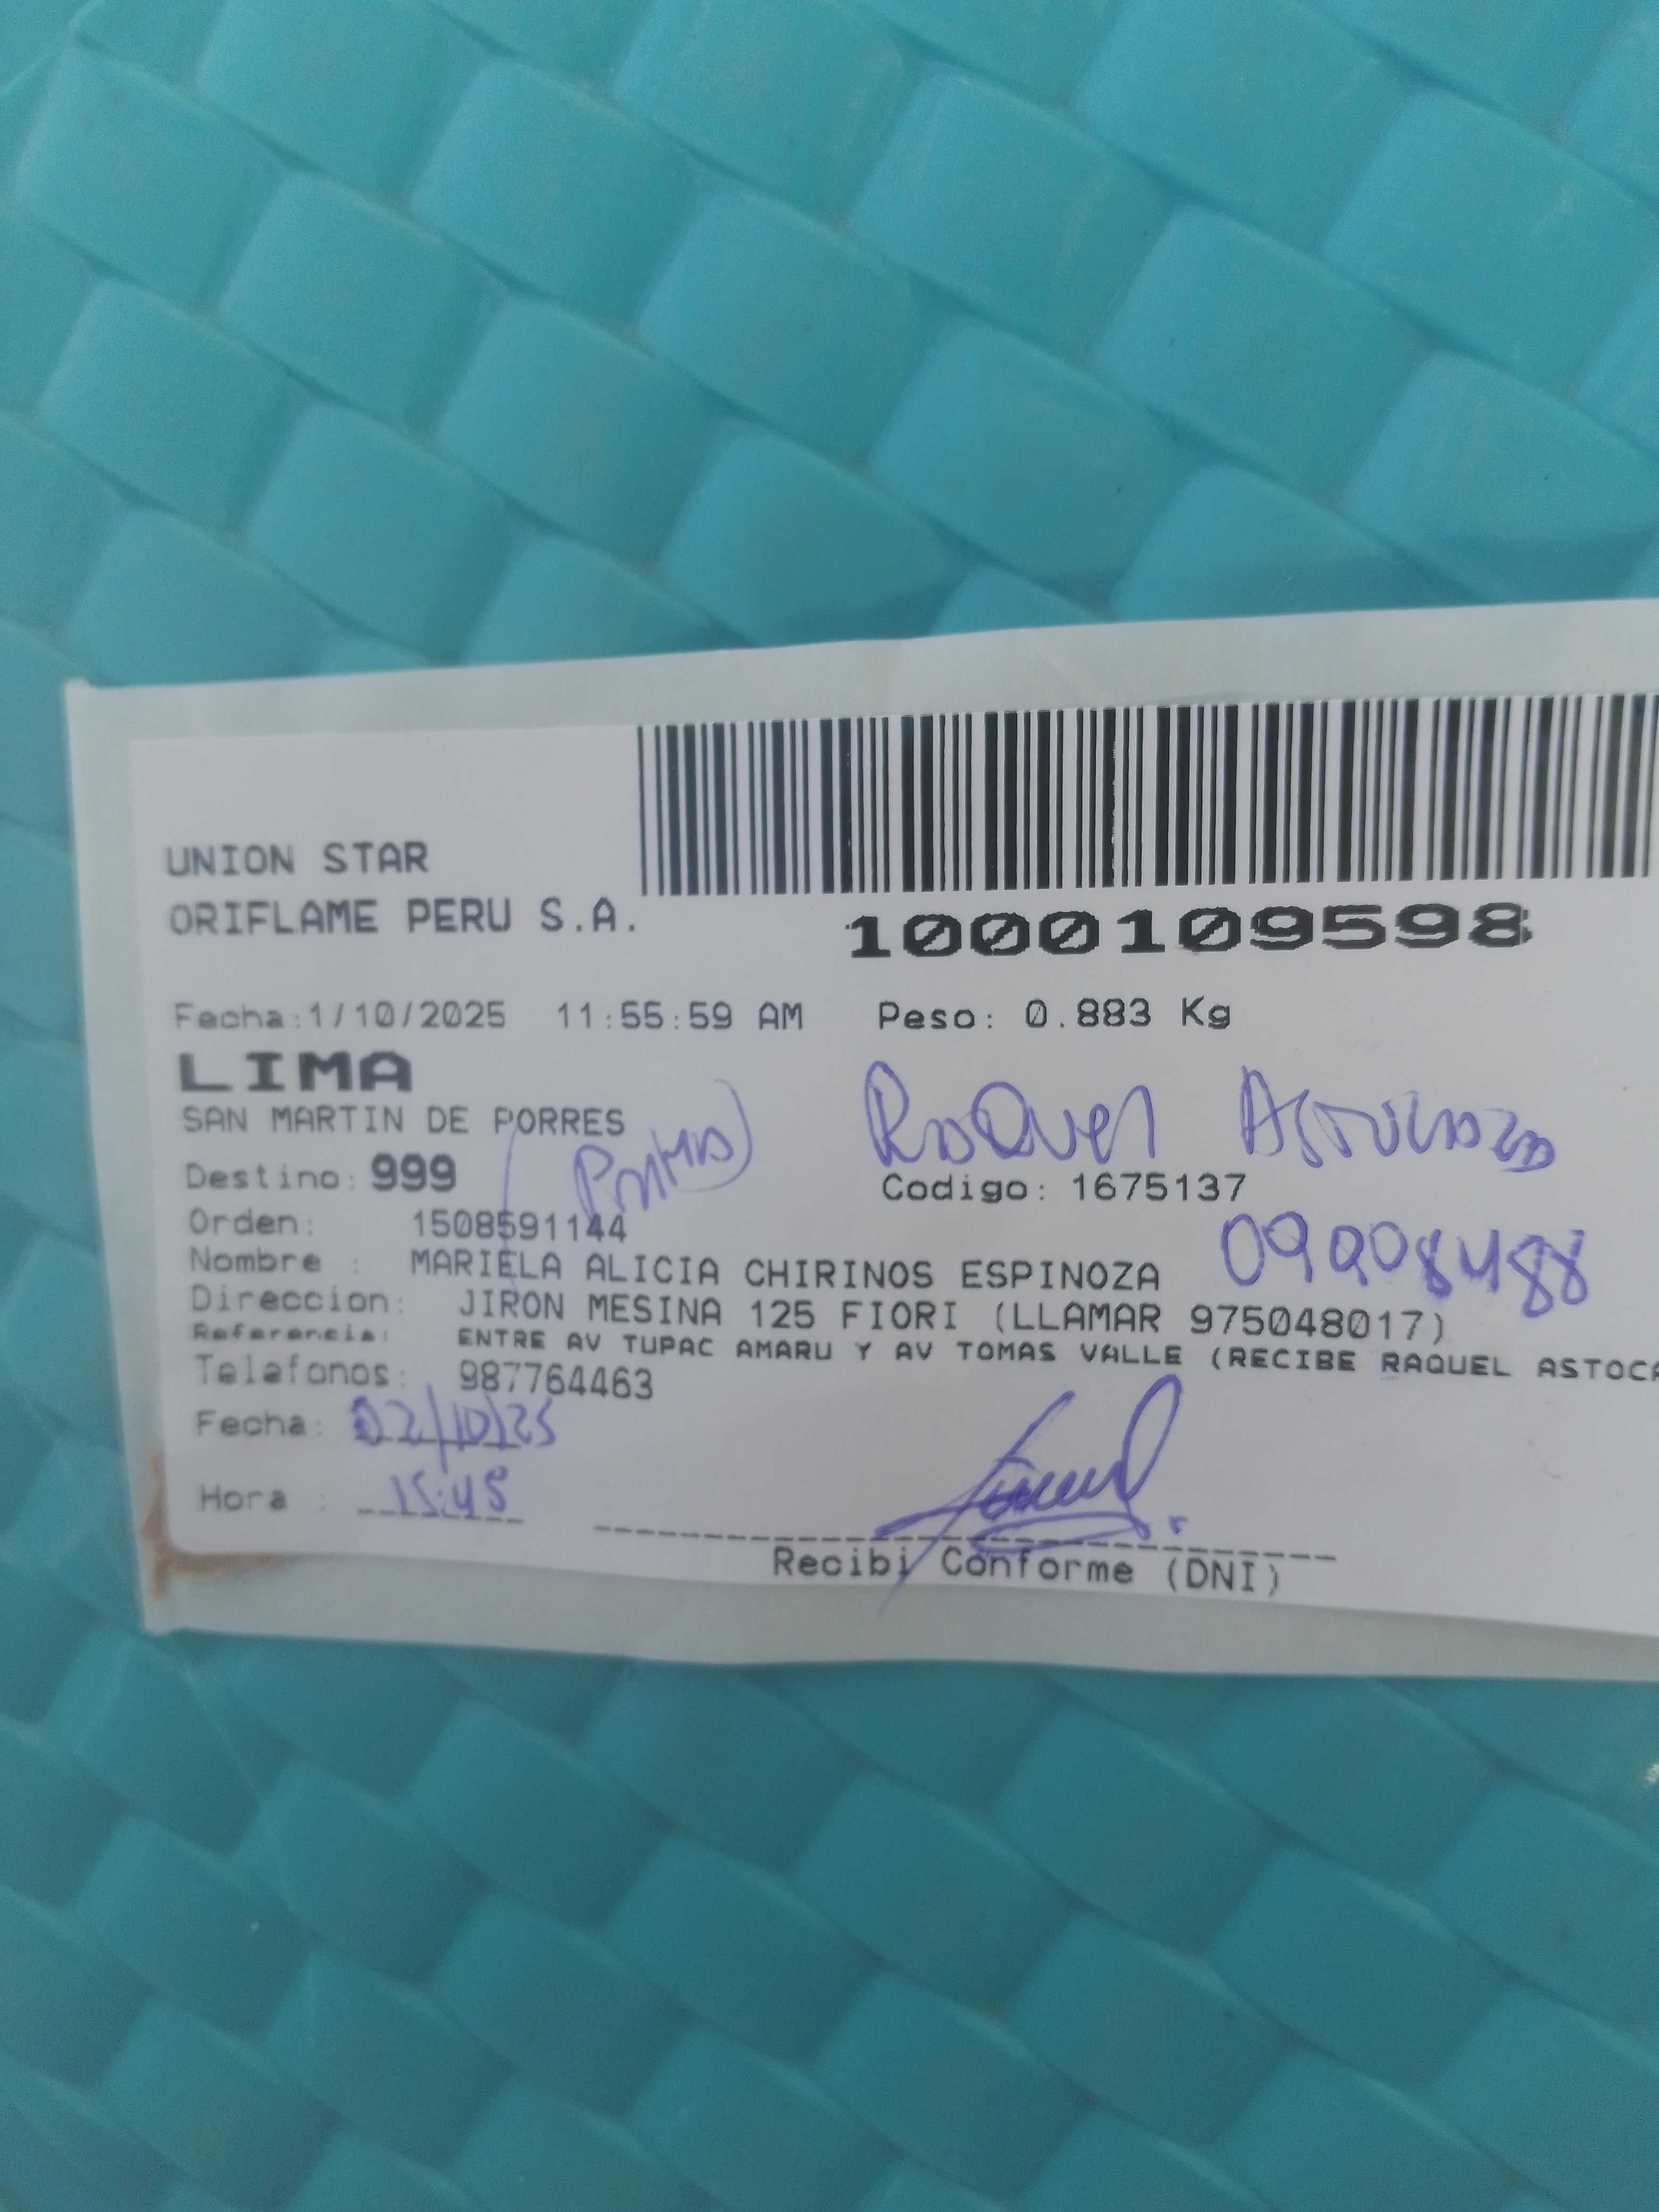 UNION STAR
ORIFLAME PERU S.A.
1000109598
Fecha:1/10/2025 11:55:59 AM Peso: 0.883 Kg
LIMA
SAN MARTIN DE PORRES
Raquel
Destino: 999
Codigo: 1675137
Orden: 1508591144
Nombre : MARIELA ALICIA CHIRINOS ESPINOZA
09908488
Direccion: JIRON MESINA 125 FIORI (LLAMAR 975048017)
Referencia: ENTRE AV TUPAC AMARU Y AV TOMAS VALLE (RECIBE RAQUEL ASTOCA
Telefonos: 987764463
Fecha: 02/10/25
Hora : 15:45
Recibi Conforme (DNI)